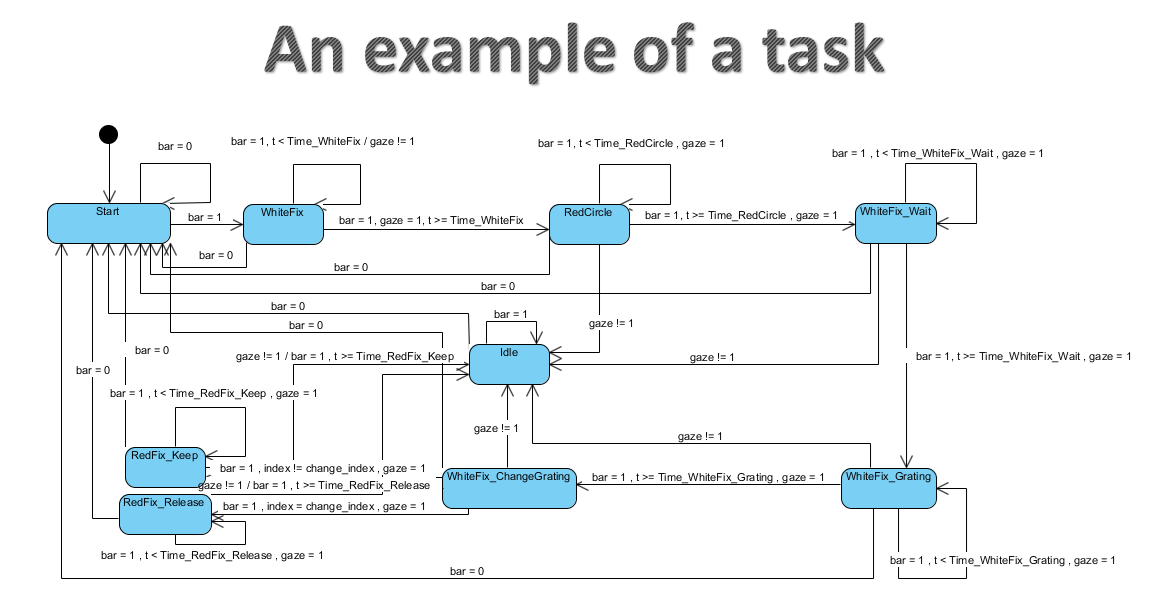 An example of a task
bar = 0
bar = 1, t < Time_WhiteFix / gaze != 1
bar = 1, t < Time_RedCircle , gaze = 1
bar = 1 , t < Time_WhiteFix_Wait , gaze = 1
Start
bar = 1
WhiteFix
bar = 1, gaze = 1, t >= Time_WhiteFix
RedCircle
bar = 1, t >= Time_RedCircle , gaze = 1
WhiteFix_Wait
bar = 0
bar = 0
bar = 0
bar = 0
bar = 1
bar = 0
gaze != 1
bar = 0
gaze != 1 / bar = 1 , t >= Time_RedFix_Keep
Idle
gaze != 1
bar = 1, t >= Time_WhiteFix_Wait , gaze = 1
bar = 0
bar = 1 , t < Time_RedFix_Keep , gaze = 1
gaze != 1
gaze != 1
RedFix_Keep
bar = 1 , index != change_index , gaze = 1
gaze != 1 / bar = 1 , t >= Time_RedFix_Release
WhiteFix_ChangeGrating
bar = 1 , t >= Time_WhiteFix_Grating , gaze = 1
WhiteFix_Grating
RedFix_Release
bar = 1 , index = change_index , gaze = 1
bar = 1 , t < Time_RedFix_Release , gaze = 1
bar = 1 , t < Time_WhiteFix_Grating , gaze = 1
bar = 0